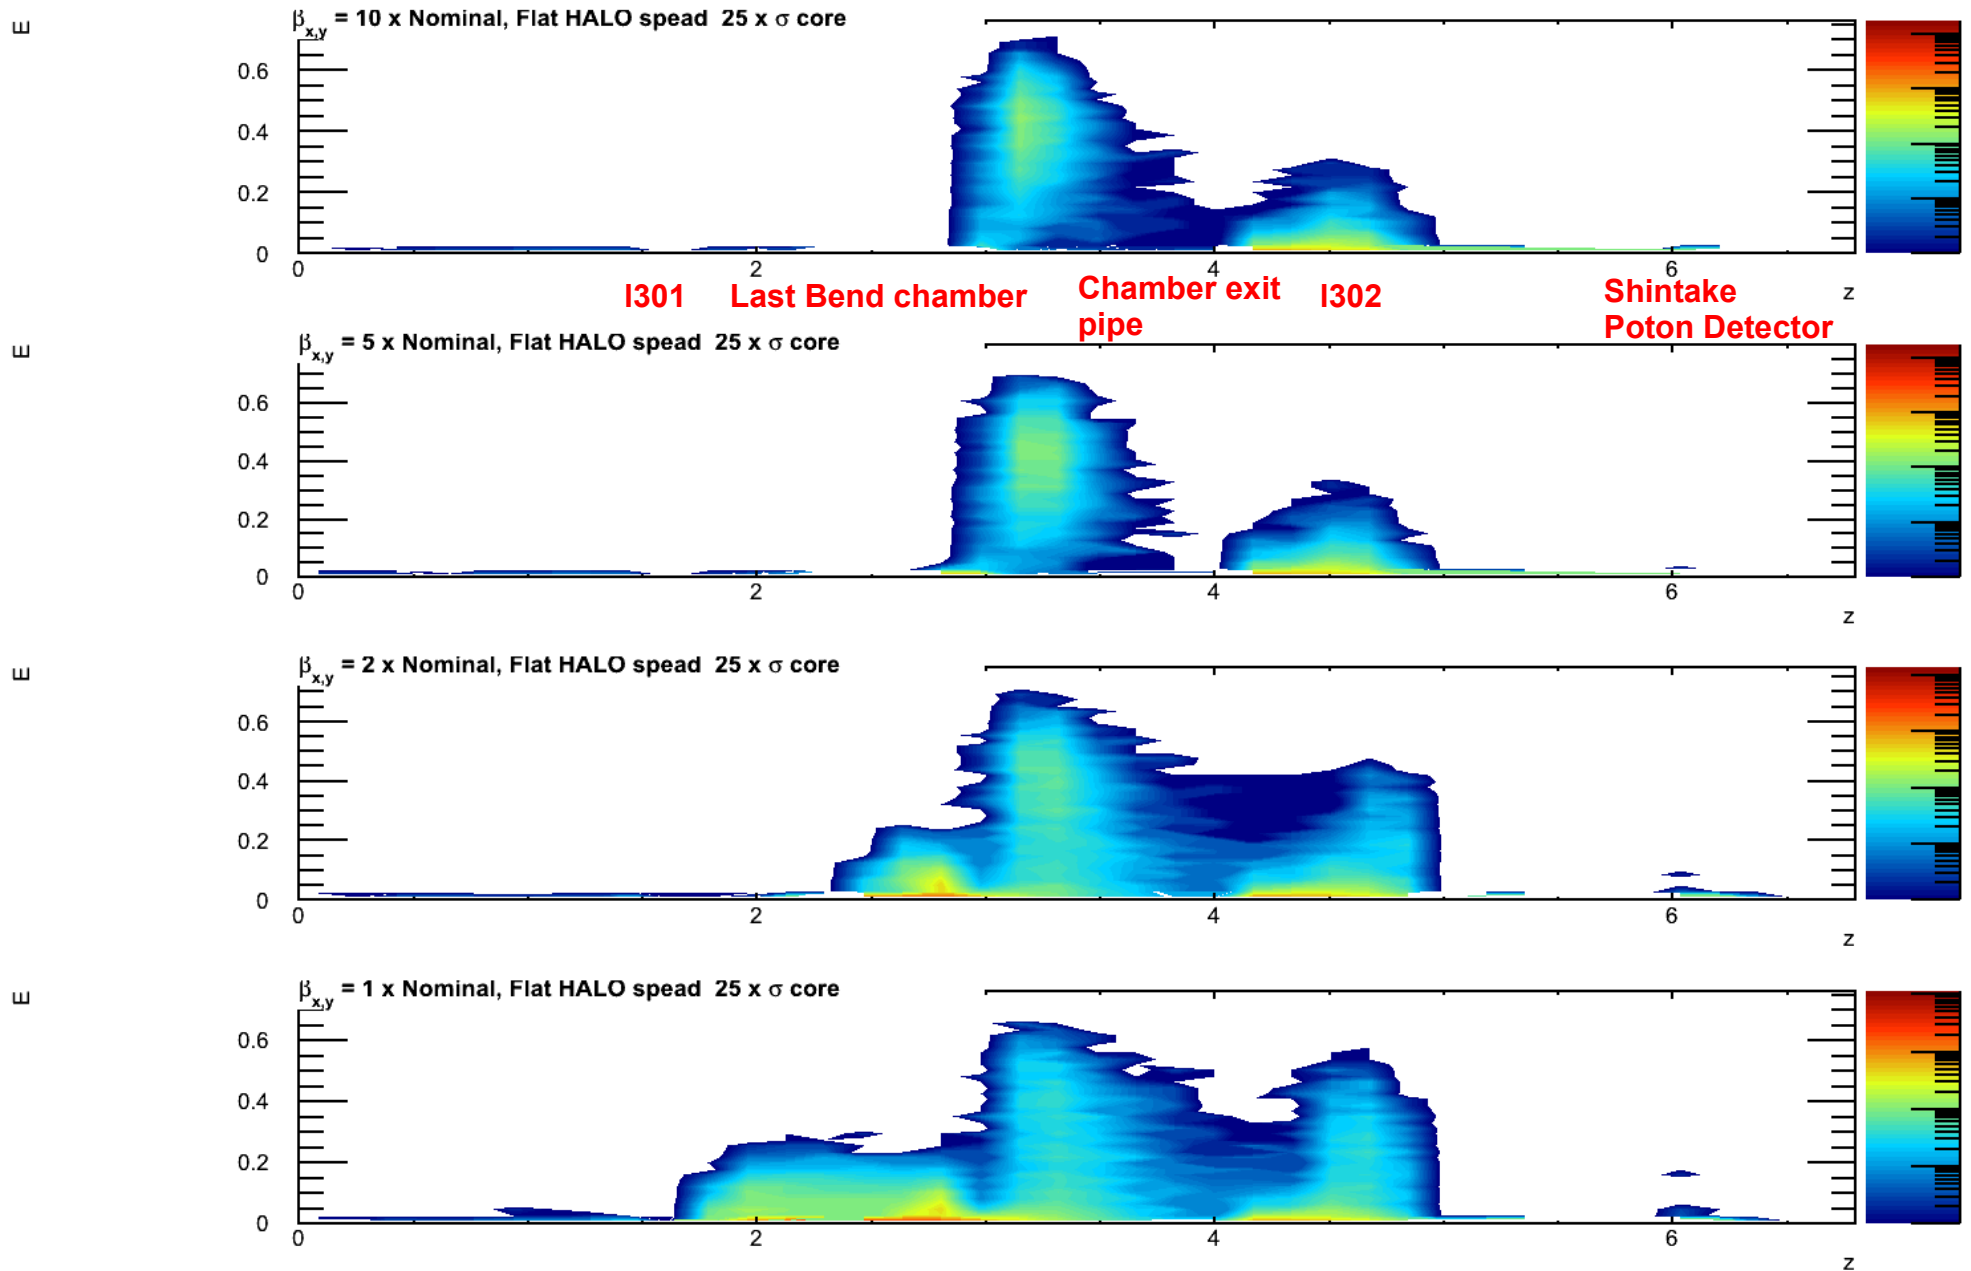 E
β x,y = 10 x Nominal, Flat HALO spead 25 x σ core
0.6
0.4
0.2
0
0 2 4 6
z
I301 Last Bend chamber Chamber exit pipe I302 Shintake Poton Detector
E
β x,y = 5 x Nominal, Flat HALO spead 25 x σ core
0.6
0.4
0.2
0
0 2 4 6
z
E
β x,y = 2 x Nominal, Flat HALO spead 25 x σ core
0.6
0.4
0.2
0
0 2 4 6
z
E
β x,y = 1 x Nominal, Flat HALO spead 25 x σ core
0.6
0.4
0.2
0
0 2 4 6
z